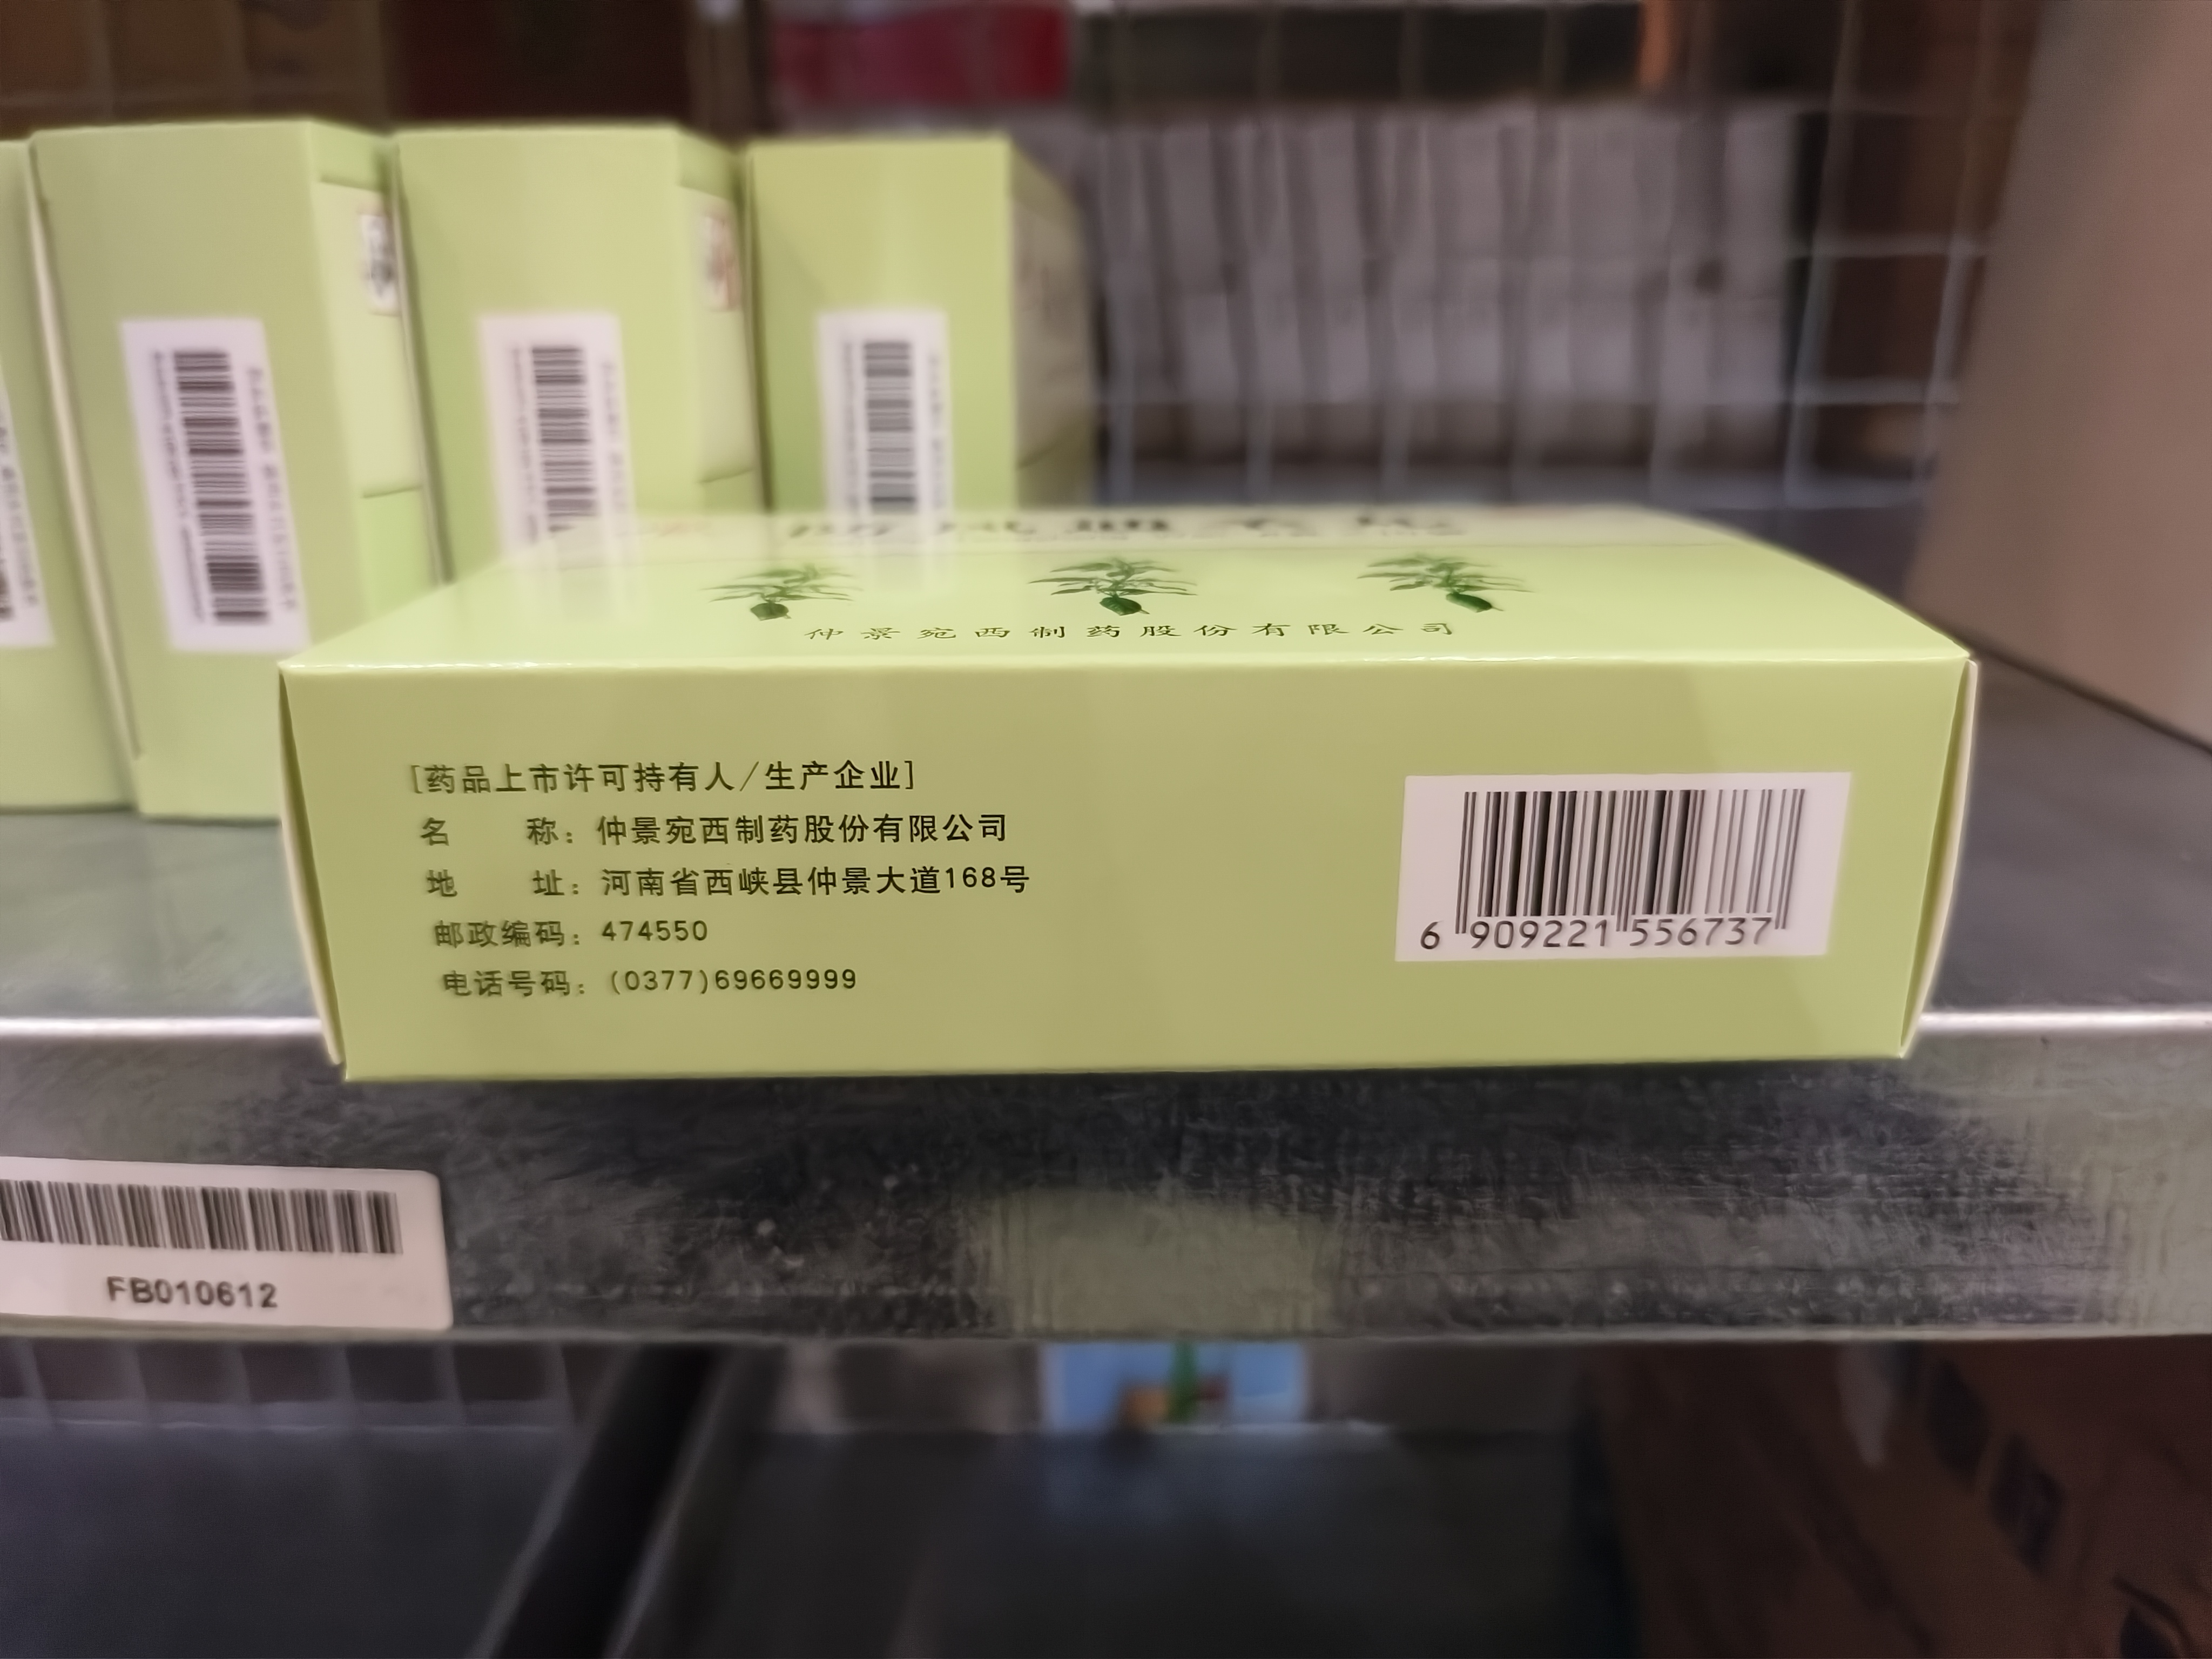 仲景宛西制药股份有限公司
[药品上市许可持有人/生产企业]
名 称：仲景宛西制药股份有限公司
地 址：河南省西峡县仲景大道168号
邮政编码：474550
电话号码：(0377)69669999
6 909221 556737
FB010612